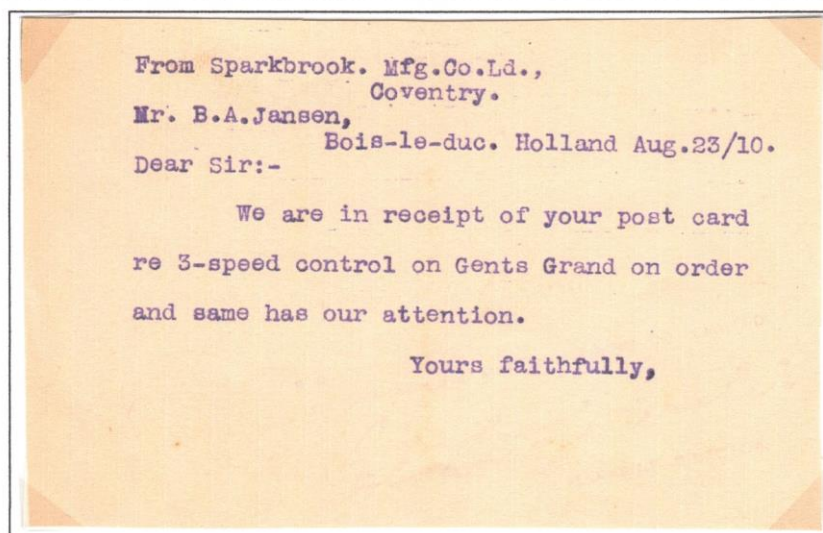 From Sparkbrook. Mfg.Co.Ld.,
Coventry.
Mr. B.A.Jansen,
Bois-le-duc. Holland Aug.23/10.
Dear Sir:-
We are in receipt of your post card
re 3-speed control on Gents Grand on order
and same has our attention.
Yours faithfully,